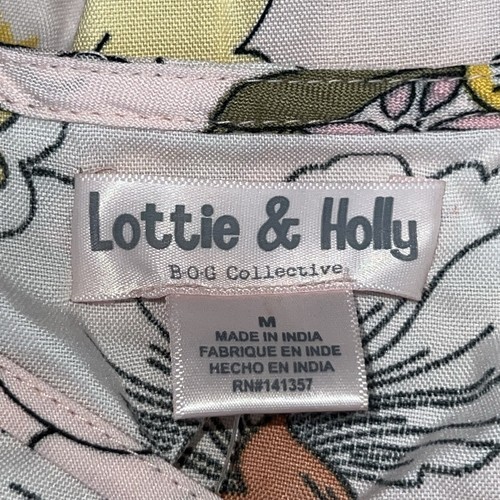 Lottie & Holly
B.O.G Collective
M
MADE IN INDIA
FABRIQUE EN INDE
HECHO EN INDIA
RN#141357